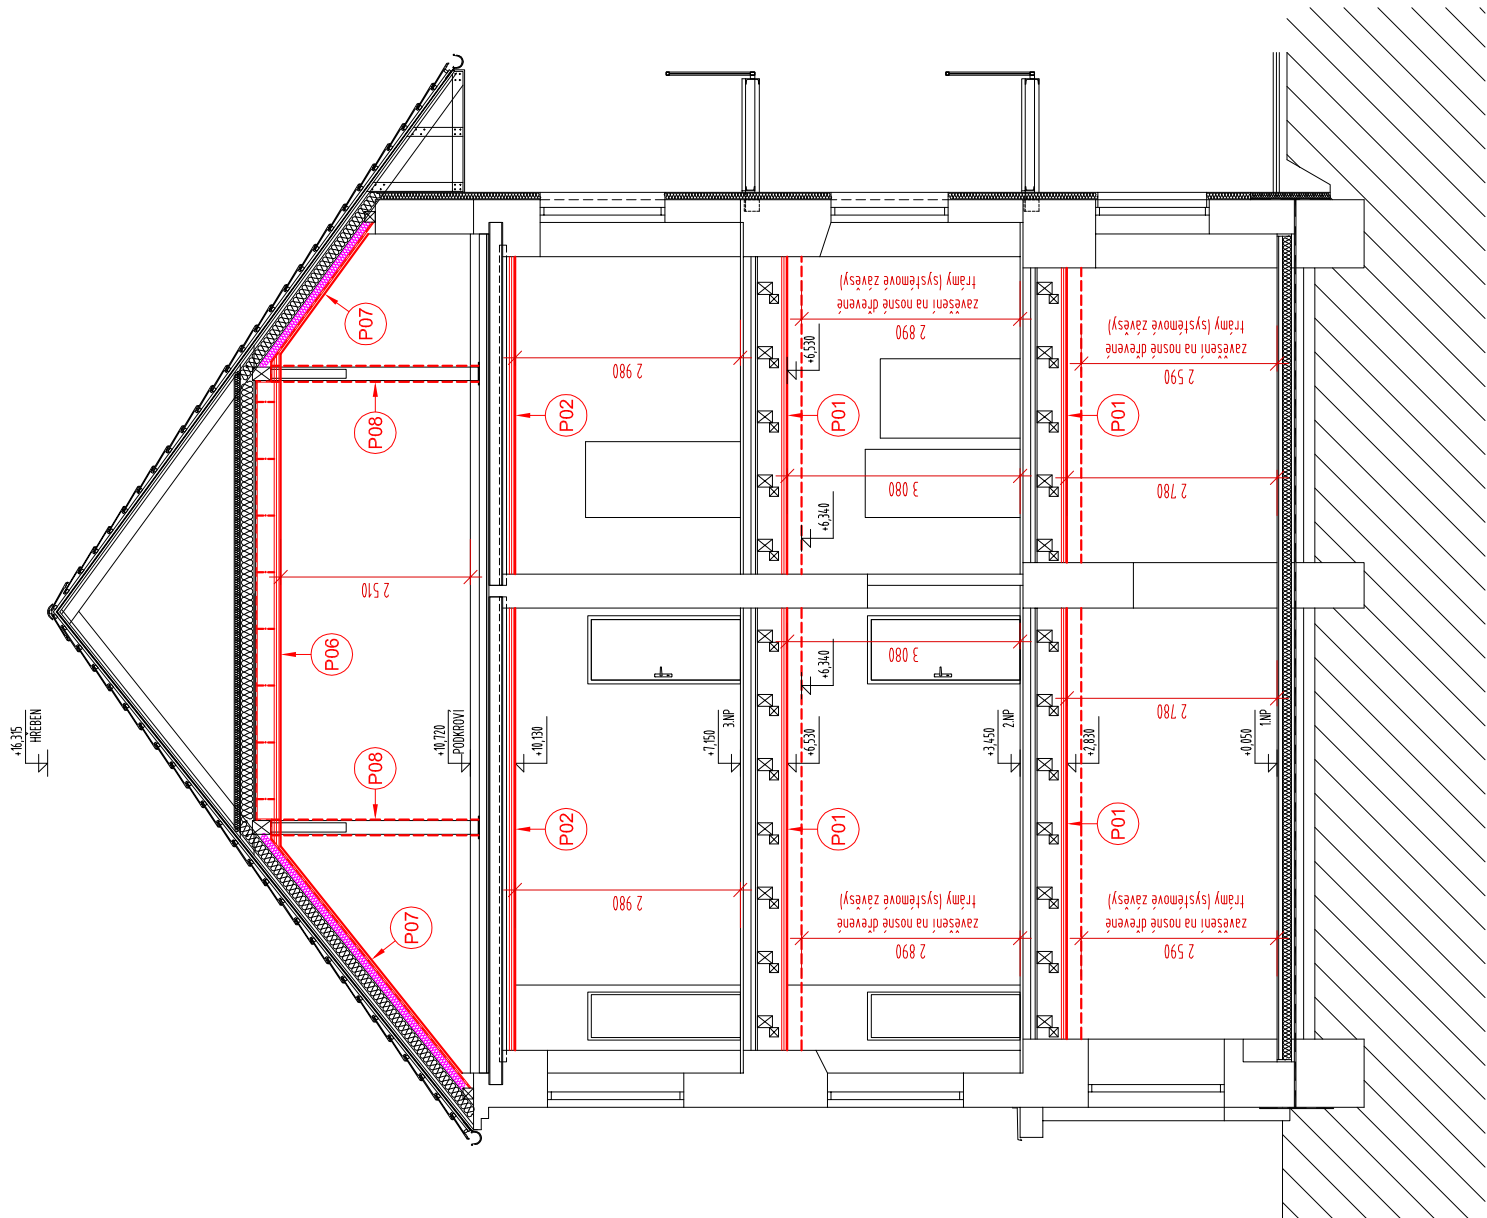 +16,315
HŘEBEN
P07
P08
P06
2 510
P08
P07
+10,720
PODKROVÍ
+10,130
P02
2 980
P02
2 980
+7,150
3.NP
zavěšení na nosné dřevěné
trámy (systémové závěsy)
2 890
+6,530
P01
3 080
+6,340
3 080
+6,340
+6,530
P01
zavěšení na nosné dřevěné
trámy (systémové závěsy)
2 890
+3,450
2.NP
zavěšení na nosné dřevěné
trámy (systémové závěsy)
2 590
P01
2 780
2 780
+2,830
P01
zavěšení na nosné dřevěné
trámy (systémové závěsy)
2 590
+0,050
1.NP